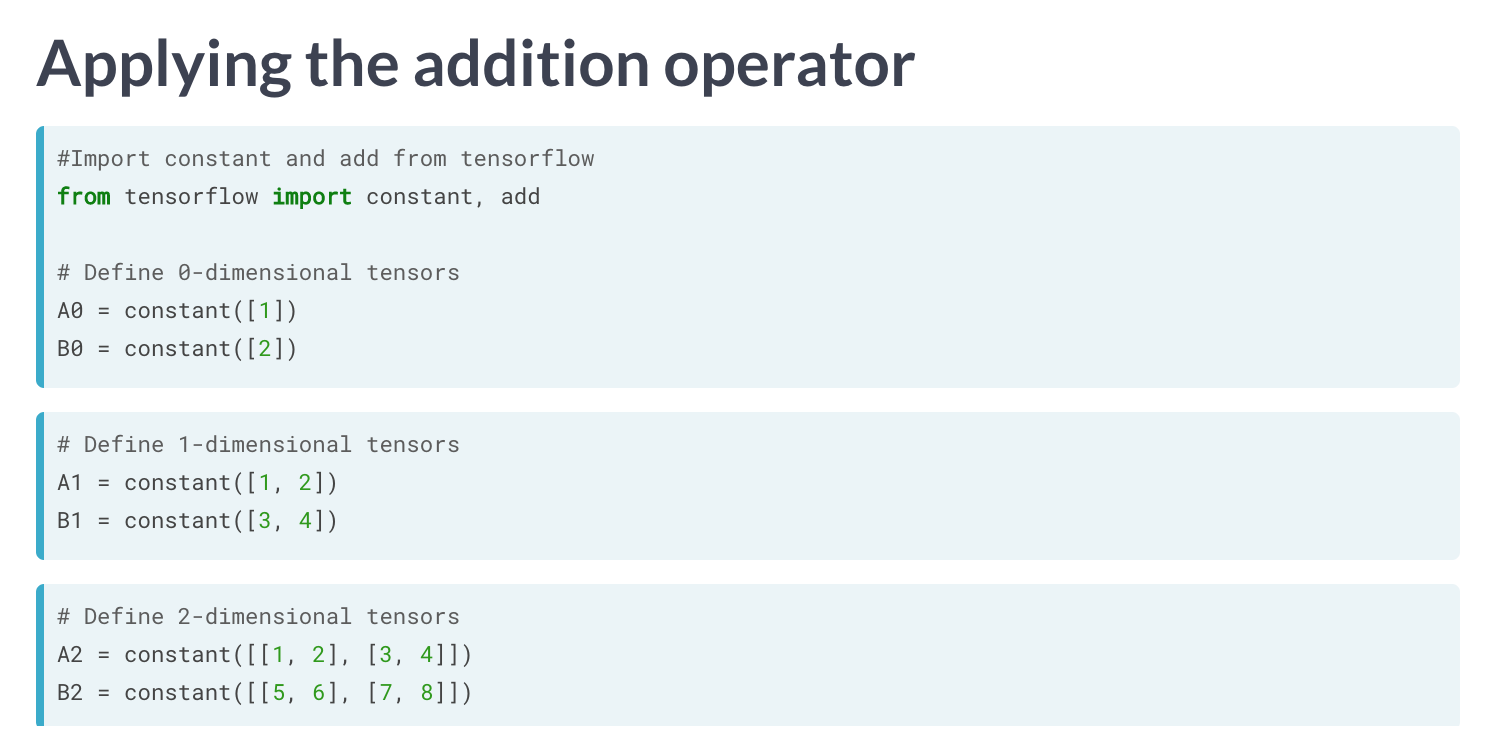 Applying the addition operator
#Import constant and add from tensorflow
from tensorflow import constant, add
# Define 0-dimensional tensors
A0 = constant([1])
B0 = constant([2])
# Define 1-dimensional tensors
A1 = constant([1, 2])
B1 = constant([3, 4])
# Define 2-dimensional tensors
A2 = constant([[1, 2], [3, 4]])
B2 = constant([[5, 6], [7, 8]])